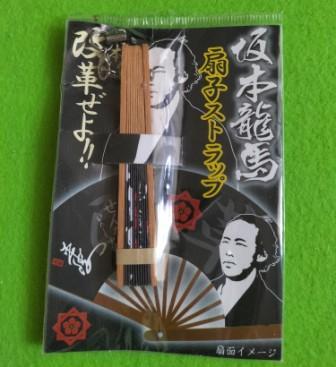 坂本龍馬
扇子ストラップ
改革ぜよ!!
扇面イメージ